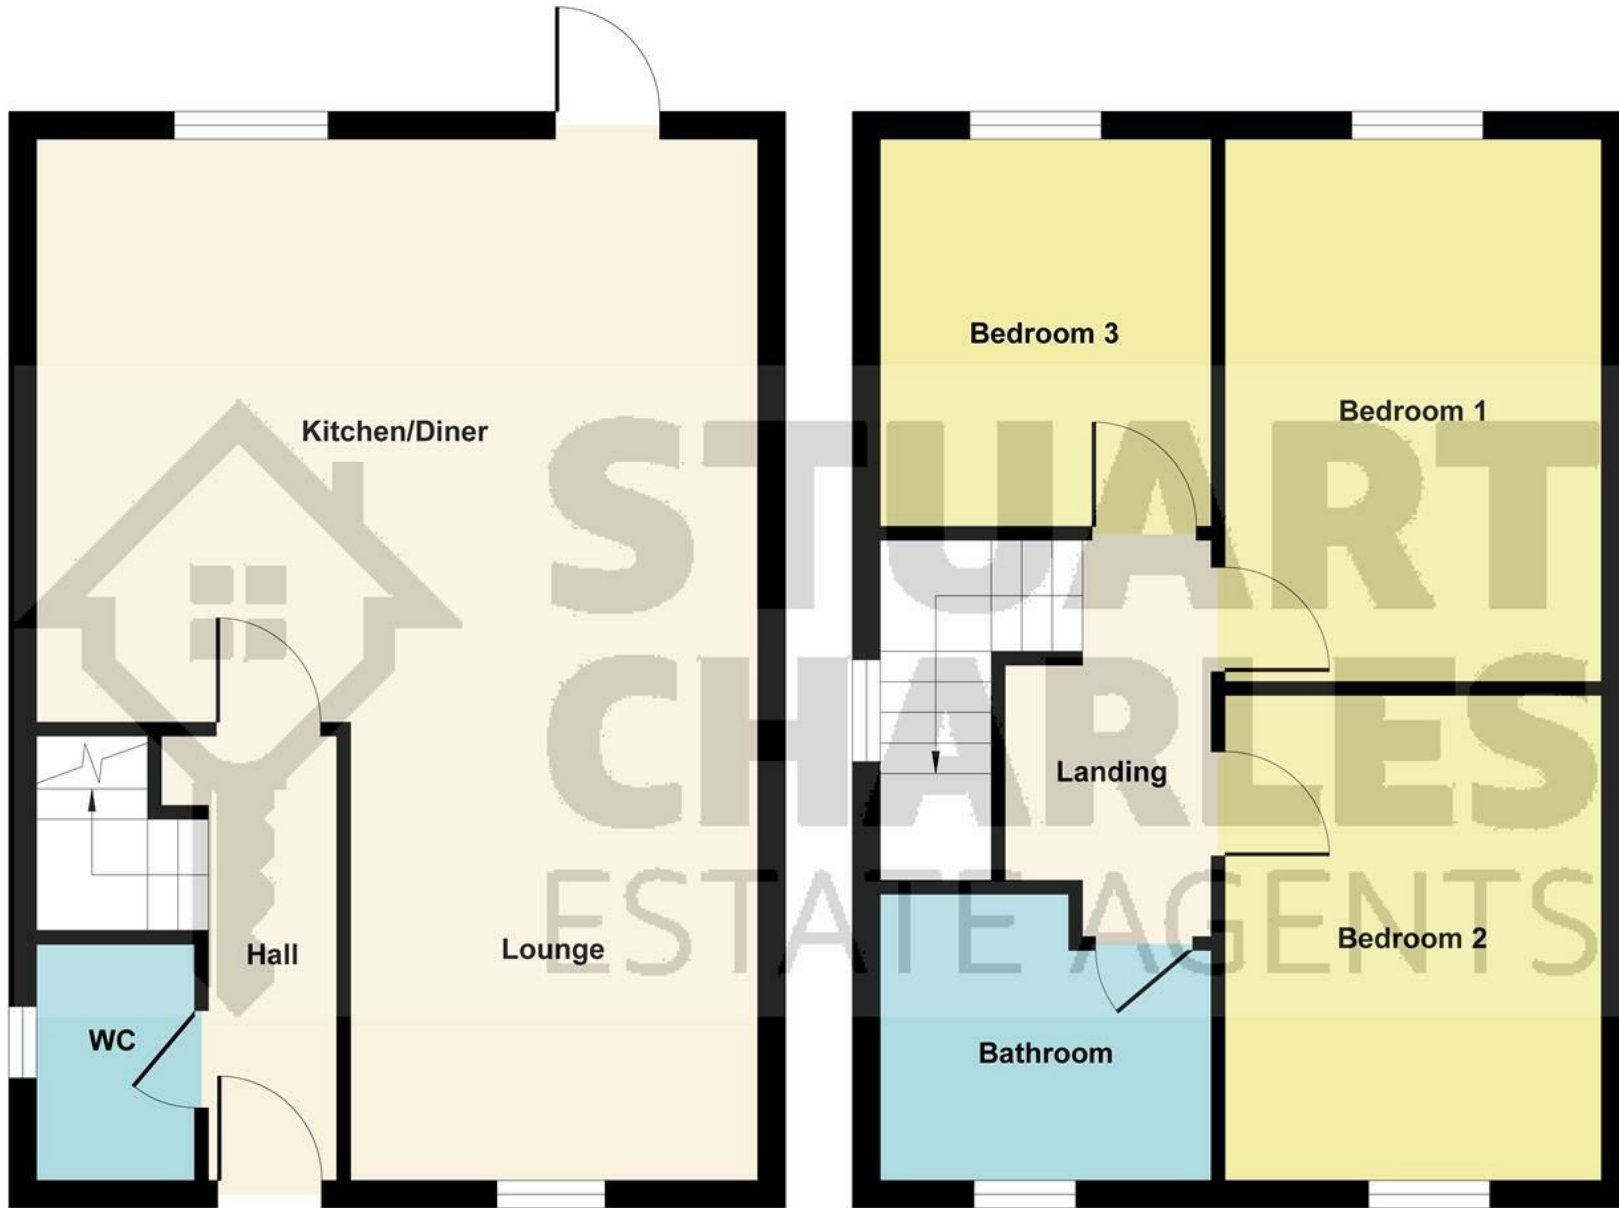 Kitchen/Diner
Lounge
Hall
WC
Bedroom 3
Bedroom 1
Landing
Bedroom 2
Bathroom
STUART
CHARLES
ESTATE AGENTS